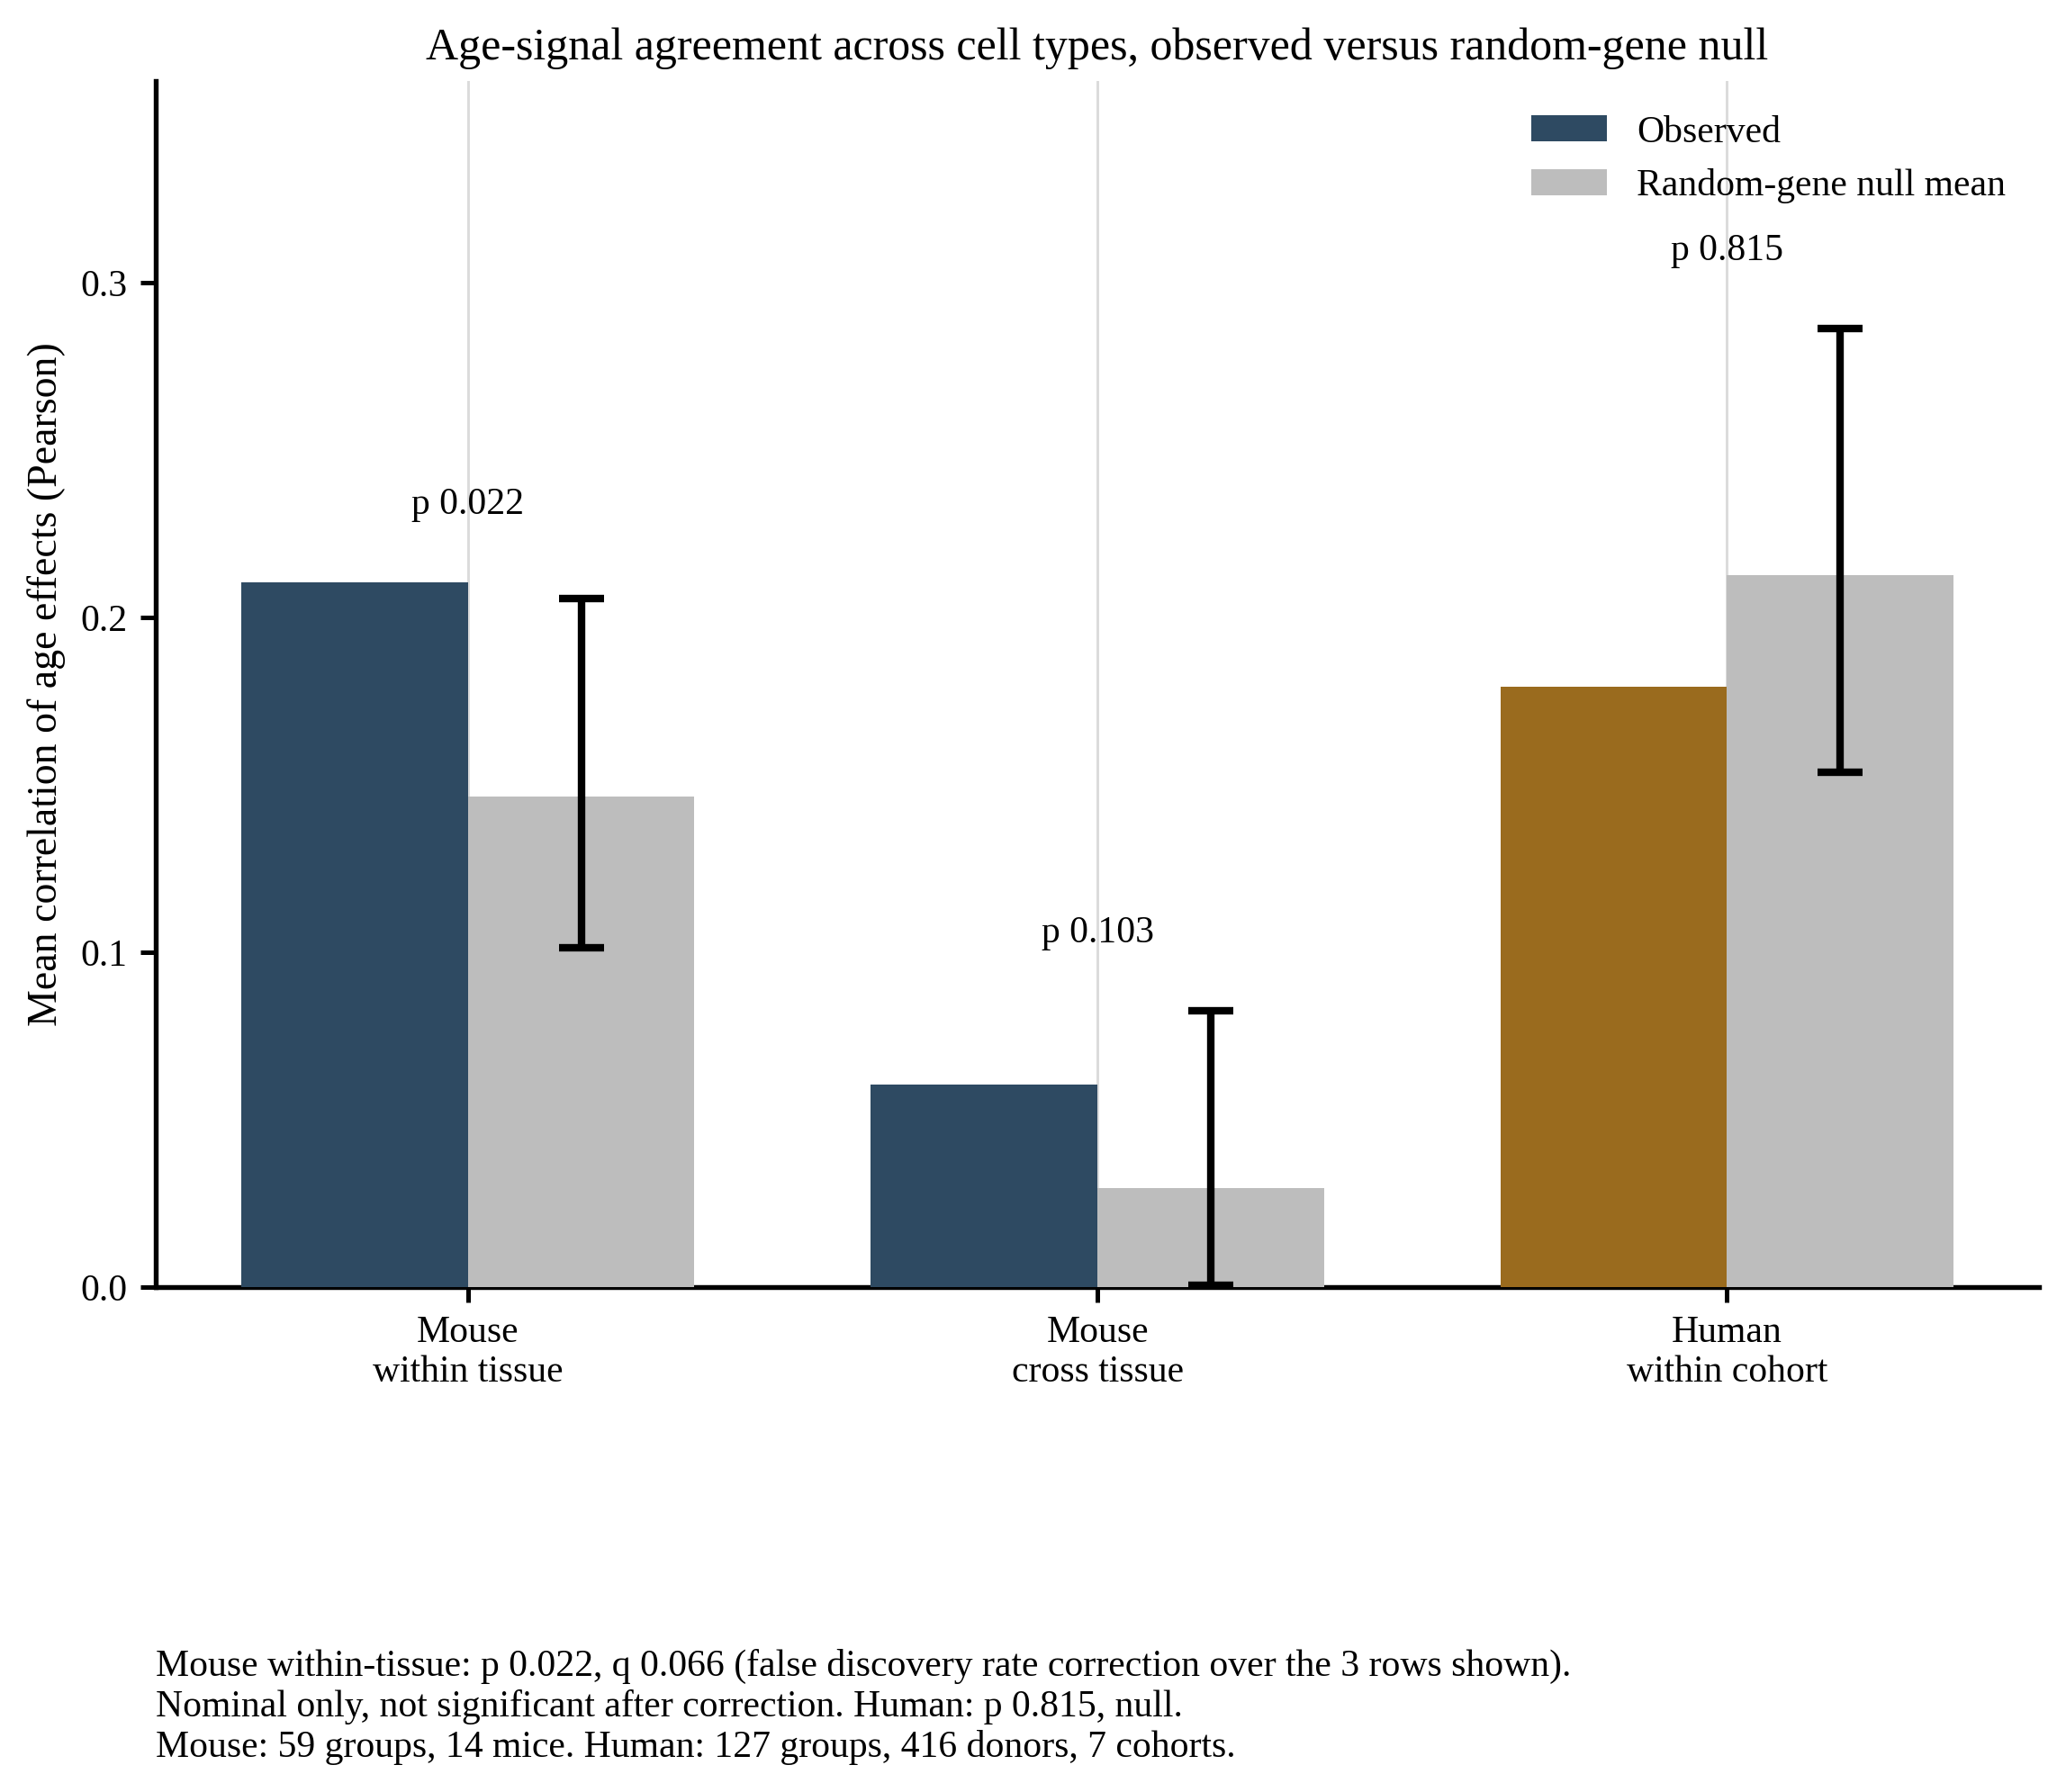 Age-signal agreement across cell types, observed versus random-gene null
Observed
Random-gene null mean
p 0.815
p 0.022
p 0.103
Mean correlation of age effects (Pearson)
0.3
0.2
0.1
0.0
Mouse
within tissue
Mouse
cross tissue
Human
within cohort
Mouse within-tissue: p 0.022, q 0.066 (false discovery rate correction over the 3 rows shown).
Nominal only, not significant after correction. Human: p 0.815, null.
Mouse: 59 groups, 14 mice. Human: 127 groups, 416 donors, 7 cohorts.